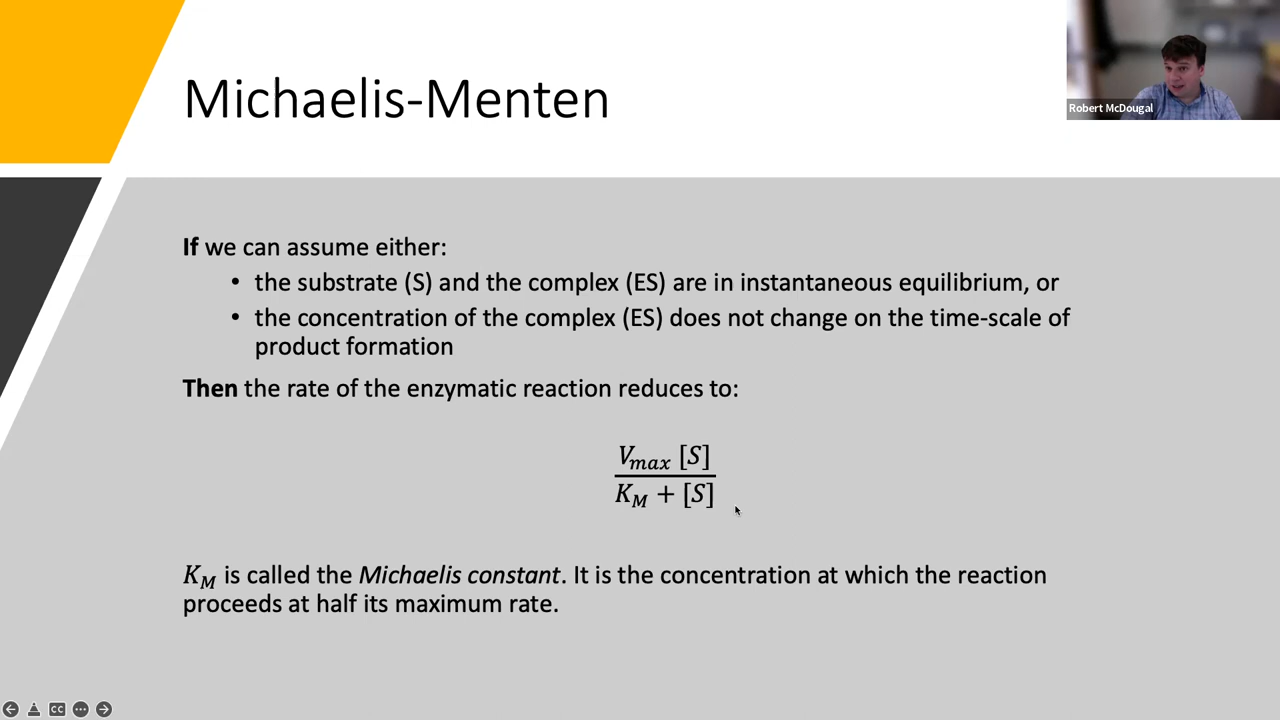 Michaelis-Menten
Robert McDougal
If we can assume either:
• the substrate (S) and the complex (ES) are in instantaneous equilibrium, or
• the concentration of the complex (ES) does not change on the time-scale of
product formation
Then the rate of the enzymatic reaction reduces to:
V_max [S]
K_M + [S]
K_M is called the Michaelis constant. It is the concentration at which the reaction
proceeds at half its maximum rate.
CC